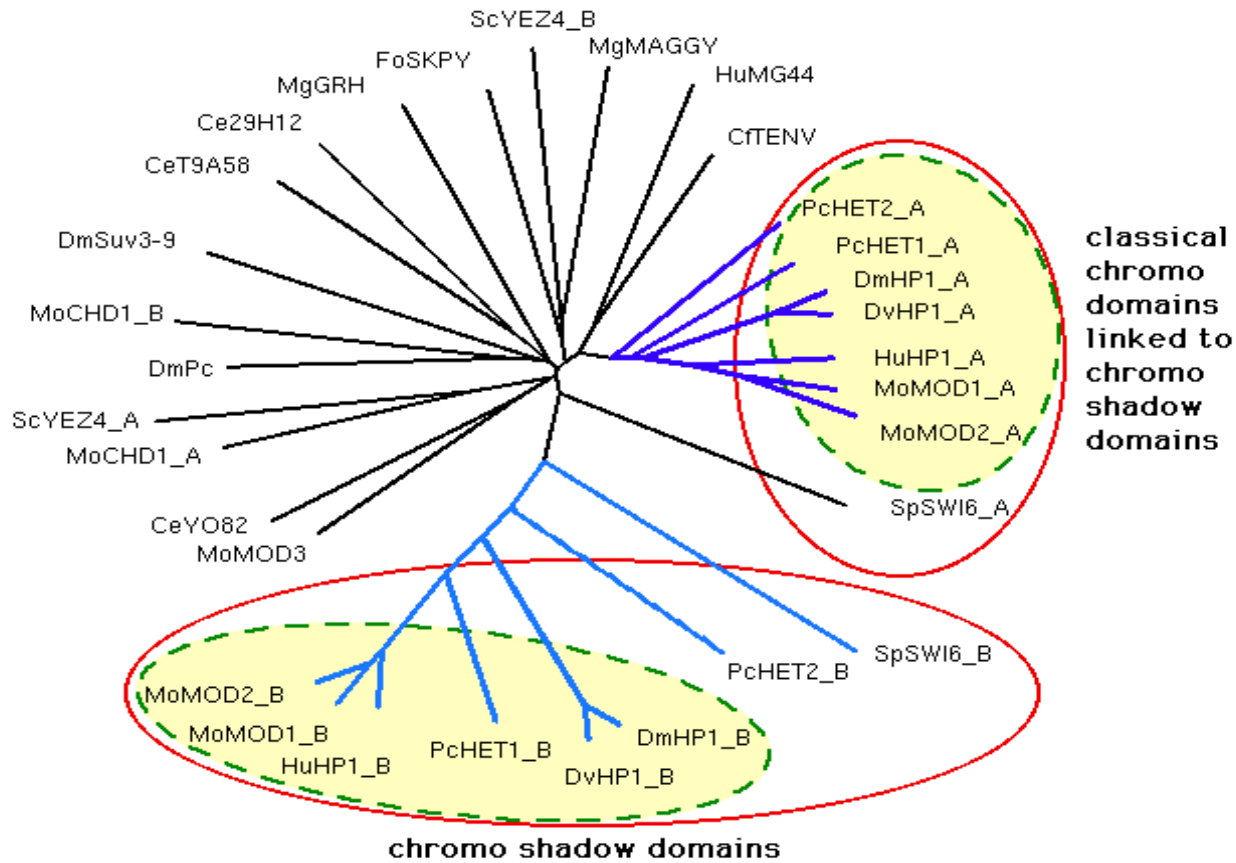 ScYEZ4_B
MgMAGGY
FoSKPY
HuMG44
MgGRH
Ce29H12
CfTENV
CeT9A58
PcHET2_A
DmSuv3-9
PcHET1_A
DmHP1_A
MoCHD1_B
DvHP1_A
DmPc
HuHP1_A
MoMOD1_A
ScYEZ4_A
MoMOD2_A
MoCHD1_A
classical
chromo
domains
linked to
chromo
shadow
domains
SpSWI6_A
CeYO82
MoMOD3
SpSWI6_B
PcHET2_B
MoMOD2_B
MoMOD1_B
HuHP1_B
PcHET1_B
DmHP1_B
DvHP1_B
chromo shadow domains